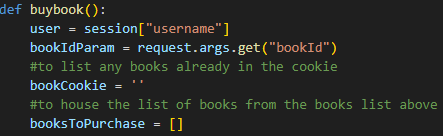 def buybook():
    user = session["username"]
    bookIdParam = request.args.get("bookId")
    #to list any books already in the cookie
    bookCookie = ''
    #to house the list of books from the books list above
    booksToPurchase = []